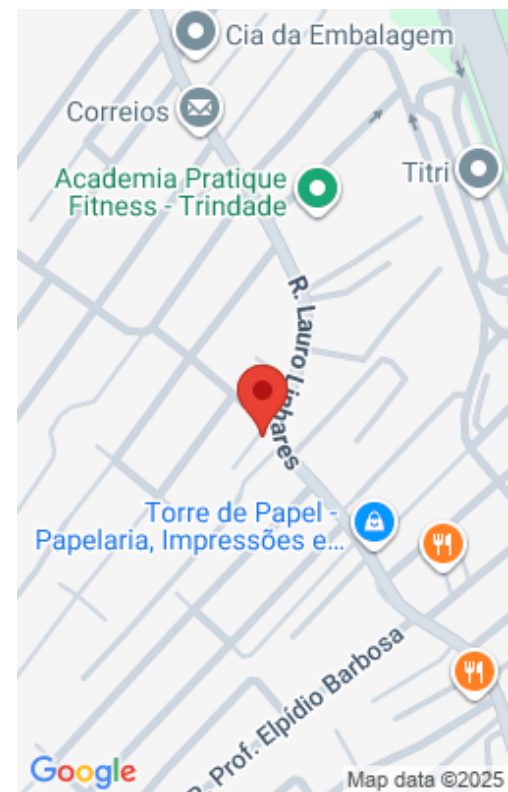 Cia da Embalagem
Correios
Academia Pratique
Fitness - Trindade
Titri
R. Lauro Linhares
Torre de Papel -
Papelaria, Impressões e...
R. Prof. Elpídio Barbosa
Google
Map data ©2025